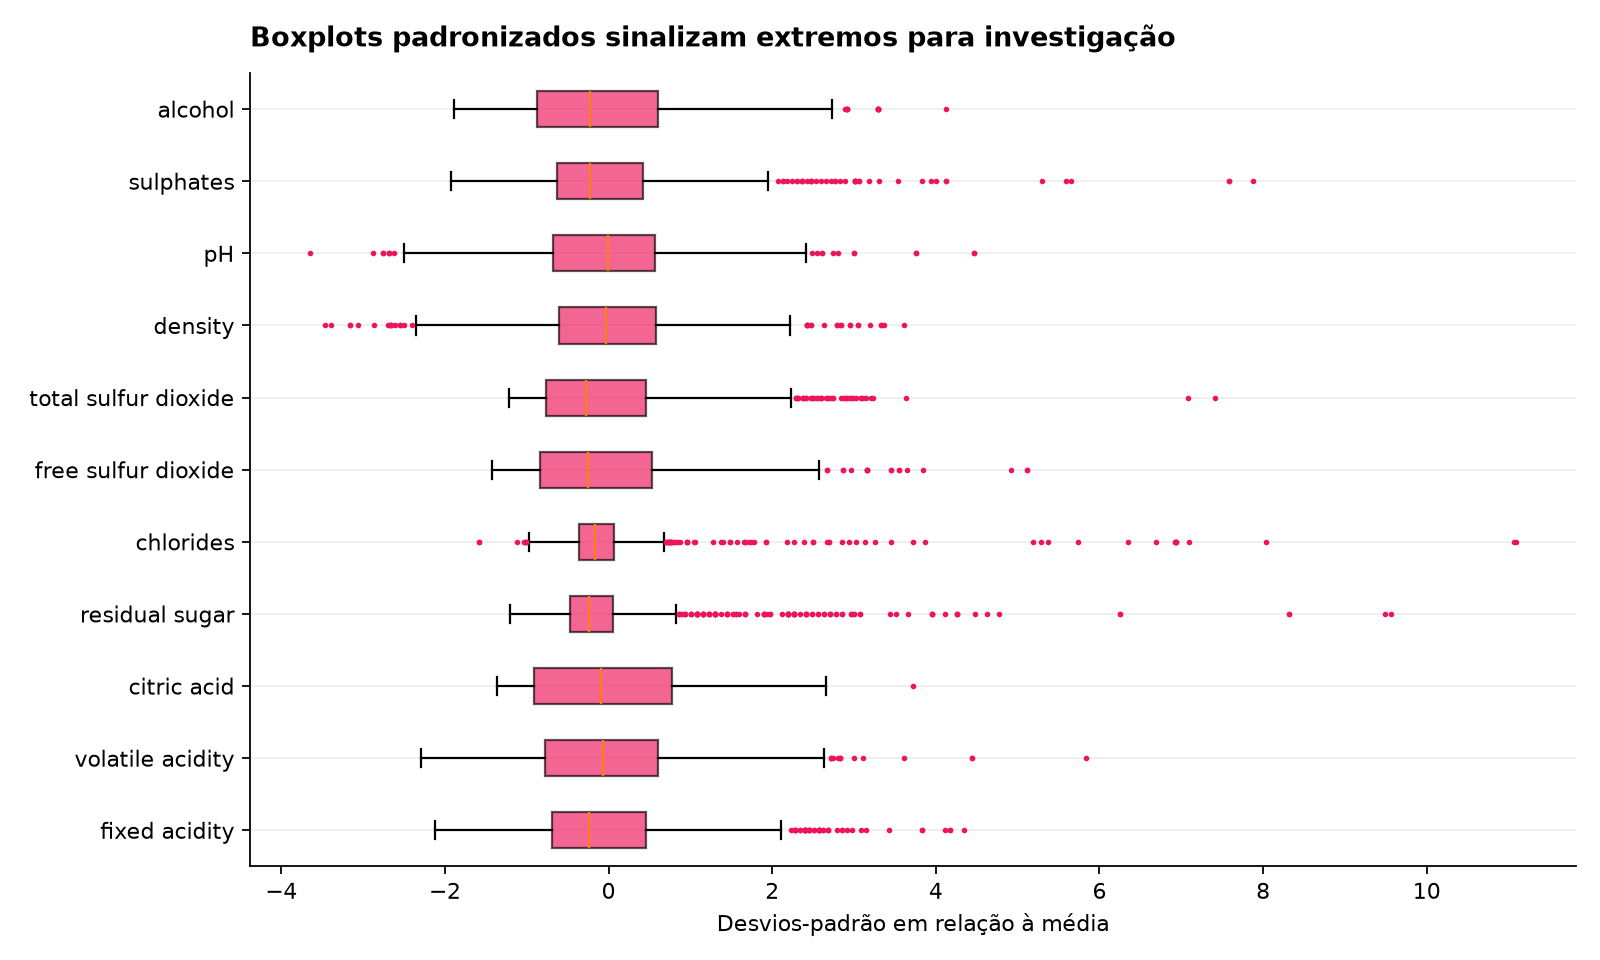 Boxplots padronizados sinalizam extremos para investigação
alcohol
sulphates
pH
density
total sulfur dioxide
free sulfur dioxide
chlorides
residual sugar
citric acid
volatile acidity
fixed acidity
−4 −2 0 2 4 6 8 10
Desvios-padrão em relação à média